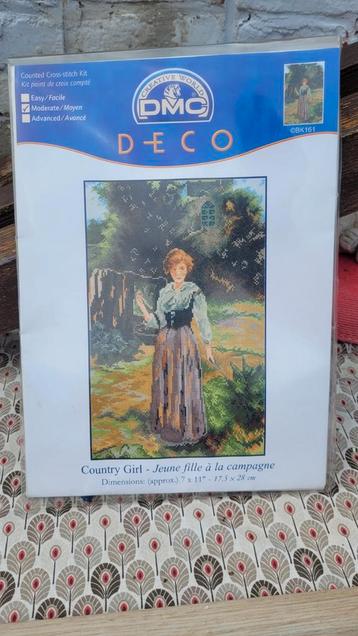 Counted Cross-stitch Kit
Kit point de croix compté
Easy / Facile
Moderate / Moyen
Advanced / Avancé
CREATIVE WORLD
DMC
DECO
©BK161
Country Girl - Jeune fille à la campagne
Dimensions: (approx.) 7 x 11" - 17.5 x 28 cm